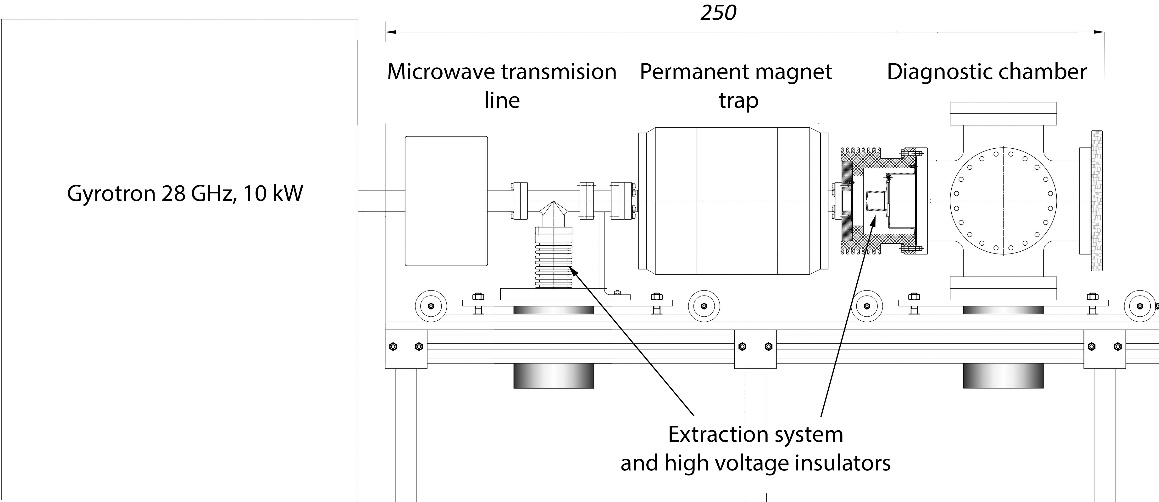 250
Microwave transmision
line
Permanent magnet
trap
Diagnostic chamber
Gyrotron 28 GHz, 10 kW
Extraction system
and high voltage insulators